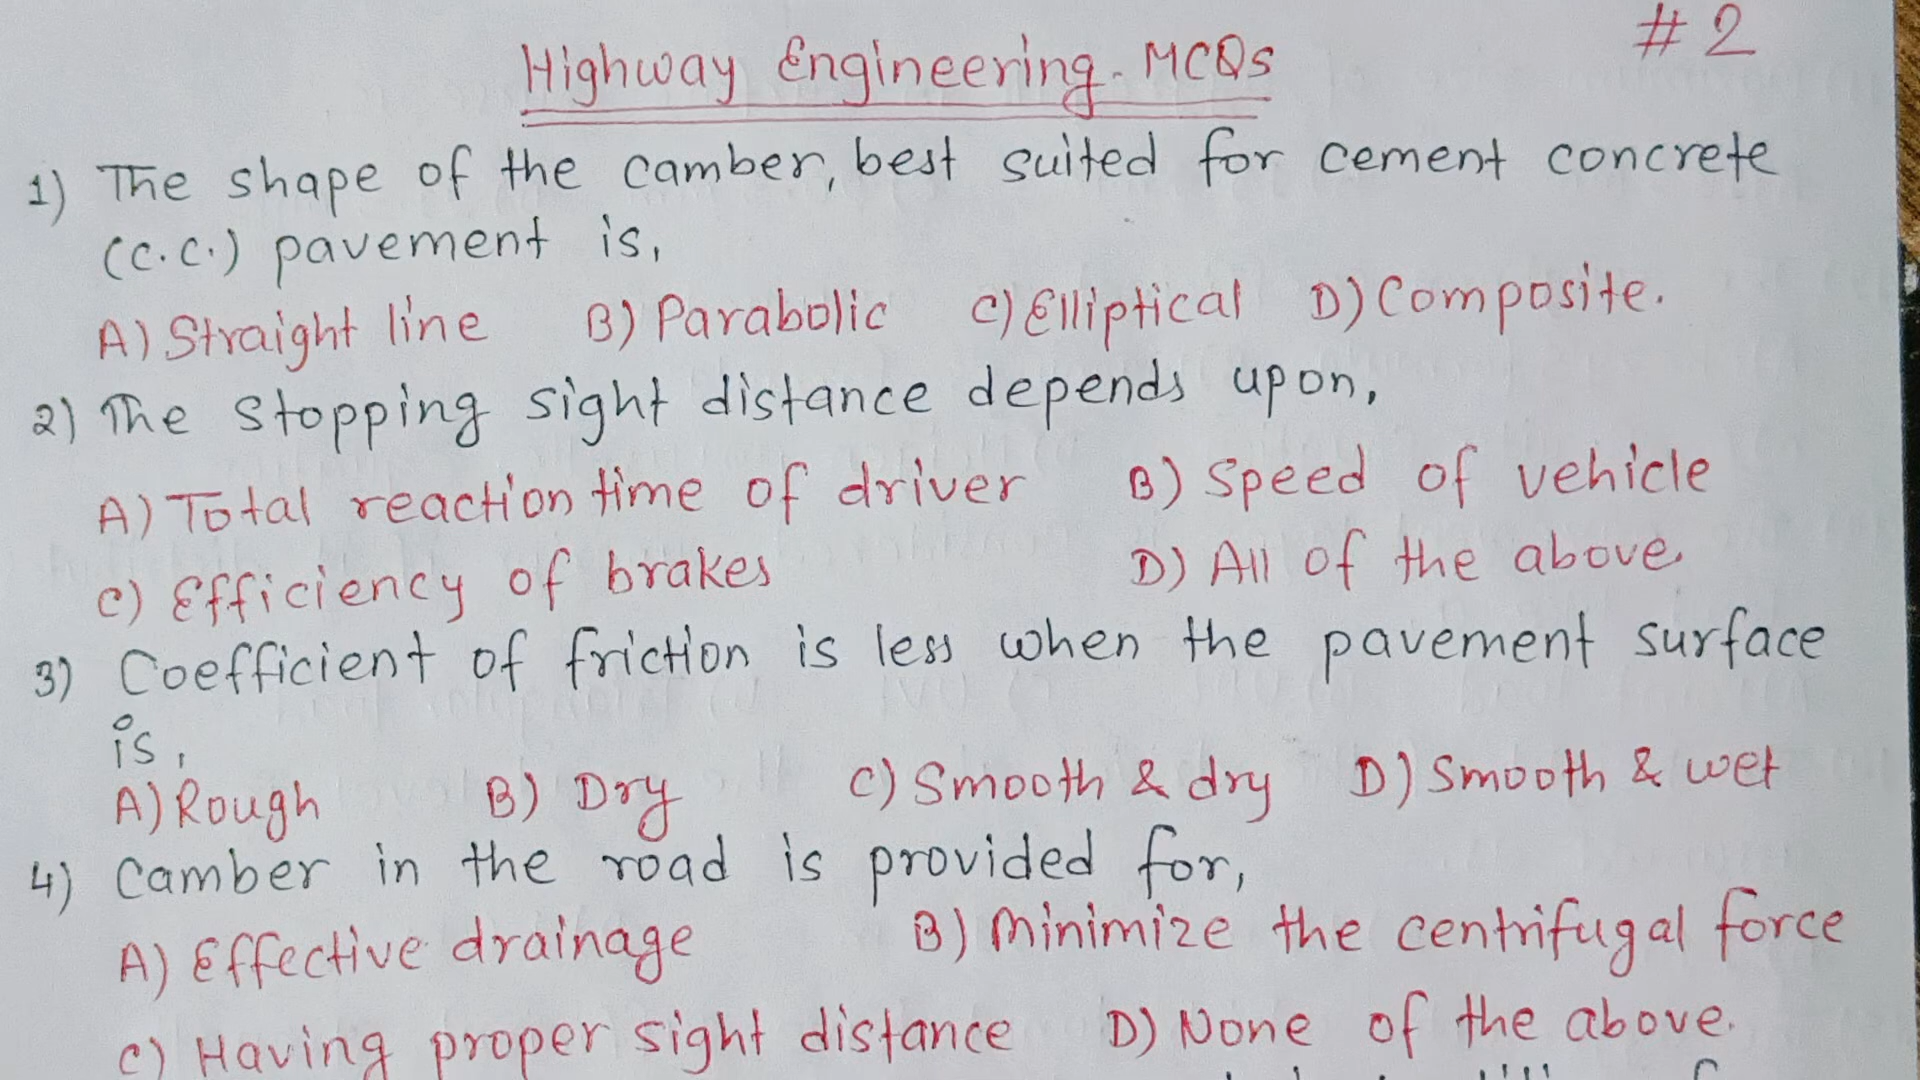 # 2
Highway Engineering - MCQs
1) The shape of the camber, best suited for cement concrete
(C.C.) pavement is,
A) Straight line B) Parabolic C) Elliptical D) Composite.
2) The stopping sight distance depends upon,
A) Total reaction time of driver B) Speed of vehicle
C) Efficiency of brakes D) All of the above.
3) Coefficient of friction is less when the pavement surface
is,
A) Rough B) Dry C) Smooth & dry D) Smooth & wet
4) Camber in the road is provided for,
A) Effective drainage B) Minimize the centrifugal force
C) Having proper sight distance D) None of the above.